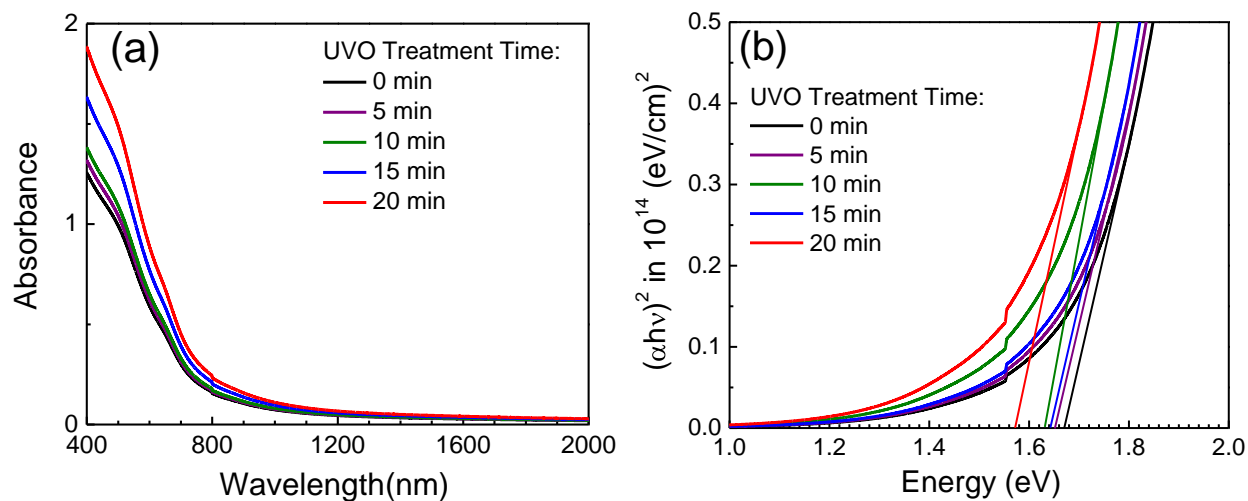 (a)
UVO Treatment Time:
0 min
5 min
10 min
15 min
20 min
2
1
0
400
800
1200
1600
2000
Absorbance
Wavelength(nm)
(b)
UVO Treatment Time:
0 min
5 min
10 min
15 min
20 min
0.5
0.4
0.3
0.2
0.1
0.0
1.0
1.2
1.4
1.6
1.8
2.0
(αhν)² in 10¹⁴ (eV/cm)²
Energy (eV)